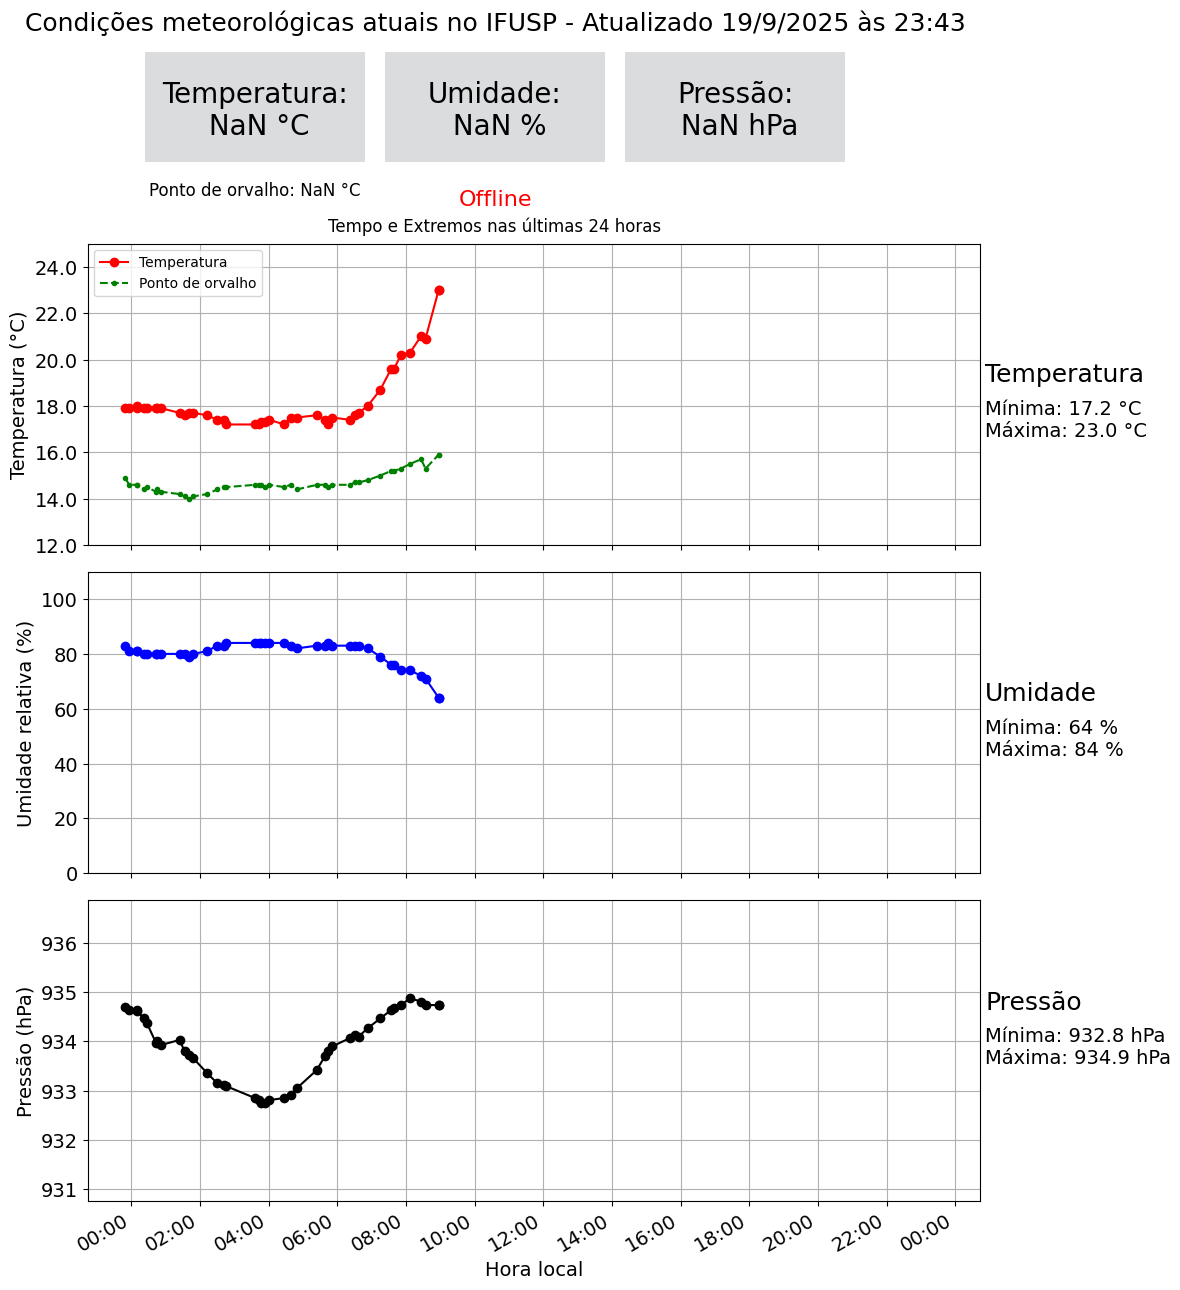 Condições meteorológicas atuais no IFUSP - Atualizado 19/9/2025 às 23:43
Temperatura:
NaN °C
Umidade:
NaN %
Pressão:
NaN hPa
Ponto de orvalho: NaN °C
Offline
Tempo e Extremos nas últimas 24 horas
Temperatura
Ponto de orvalho
24.0
22.0
20.0
18.0
16.0
14.0
12.0
Temperatura (°C)
Temperatura
Mínima: 17.2 °C
Máxima: 23.0 °C
100
80
60
40
20
0
Umidade relativa (%)
Umidade
Mínima: 64 %
Máxima: 84 %
936
935
934
933
932
931
Pressão (hPa)
Pressão
Mínima: 932.8 hPa
Máxima: 934.9 hPa
00:00 02:00 04:00 06:00 08:00 10:00 12:00 14:00 16:00 18:00 20:00 22:00 00:00
Hora local